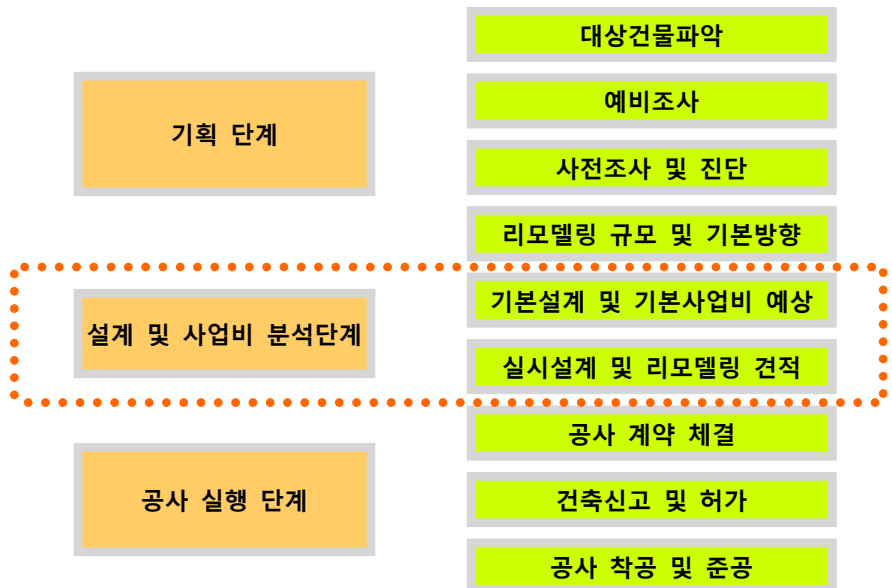 기획 단계
대상건물파악
예비조사
사전조사 및 진단
리모델링 규모 및 기본방향
설계 및 사업비 분석단계
기본설계 및 기본사업비 예상
실시설계 및 리모델링 견적
공사 실행 단계
공사 계약 체결
건축신고 및 허가
공사 착공 및 준공